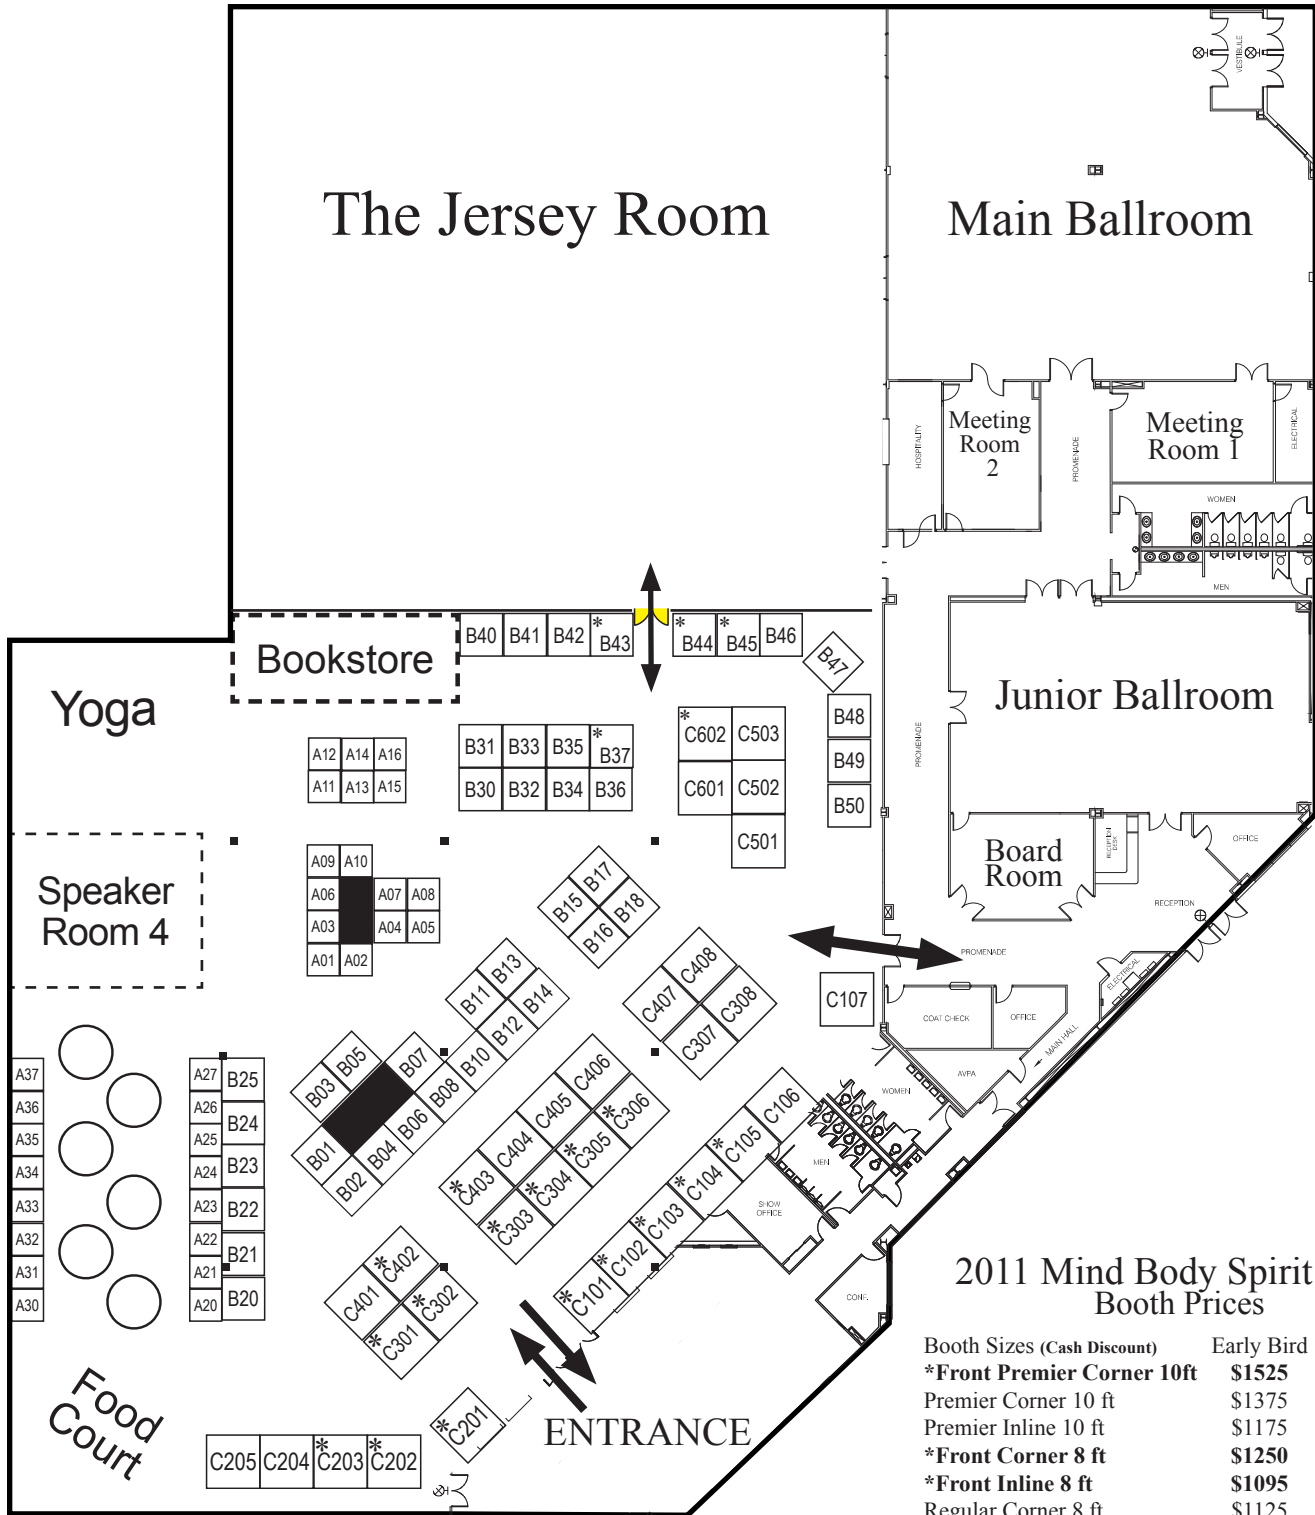 VESTIBULE
The Jersey Room
Main Ballroom
HOSPITALITY
Meeting
Room
2
PROMENADE
Meeting
Room 1
ELECTRICAL
WOMEN
MEN
Bookstore
B40 B41 B42 *B43 *B44 *B45 B46
B47
Yoga
Junior Ballroom
PROMENADE
A12 A14 A16
A11 A13 A15
B31 B33 B35 *B37
B30 B32 B34 B36
*C602 C503
C601 C502
C501
B48
B49
B50
Board
Room
RECEPTION
DESK
OFFICE
RECEPTION
Speaker
Room 4
A09 A10
A06 A07 A08
A03 A04 A05
A01 A02
B15 B17
B16 B18
B11 B13
B12 B14
B10
C407 C408
C307 C308
PROMENADE
C107
COAT CHECK
OFFICE
ELECTRICAL
MAIN HALL
AVPA
WOMEN
MEN
SHOW
OFFICE
CONF.
A37
A36
A35
A34
A33
A32
A31
A30
A27
A26
A25
A24
A23
A22
A21
A20
B25
B24
B23
B22
B21
B20
B03 B05 B07
B01 B02 B04 B06 B08
*C403 C404 C405 C406
*C303 *C304 *C305 *C306
*C101 *C102 *C103 *C104 *C105 C106
C401 *C402
*C301 *C302
*C201
Food
Court
C205 C204 *C203 *C202
ENTRANCE
2011 Mind Body Spirit
Booth Prices
Booth Sizes (Cash Discount) Early Bird
*Front Premier Corner 10ft $1525
Premier Corner 10 ft $1375
Premier Inline 10 ft $1175
*Front Corner 8 ft $1250
*Front Inline 8 ft $1095
Regular Corner 8 ft $1125